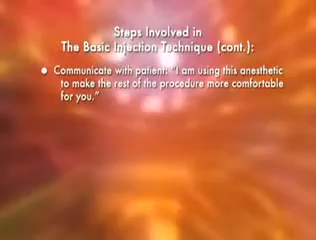 Steps Involved in
The Basic Injection Technique (cont.):
● Communicate with patient: "I am using this anesthetic
to make the rest of the procedure more comfortable
for you."